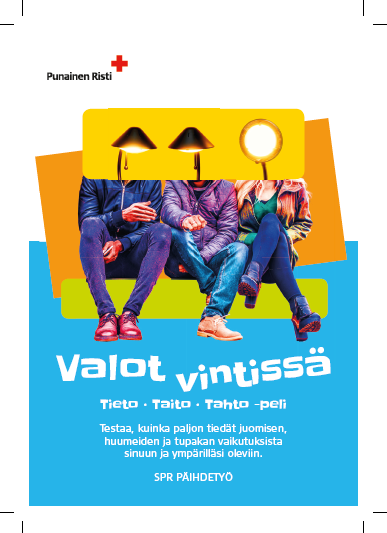 Punainen Risti
Valot vintissä
Tieto · Taito · Tahto -peli
Testaa, kuinka paljon tiedät juomisen,
huumeiden ja tupakan vaikutuksista
sinuun ja ympärilläsi oleviin.
SPR PÄIHDETYÖ